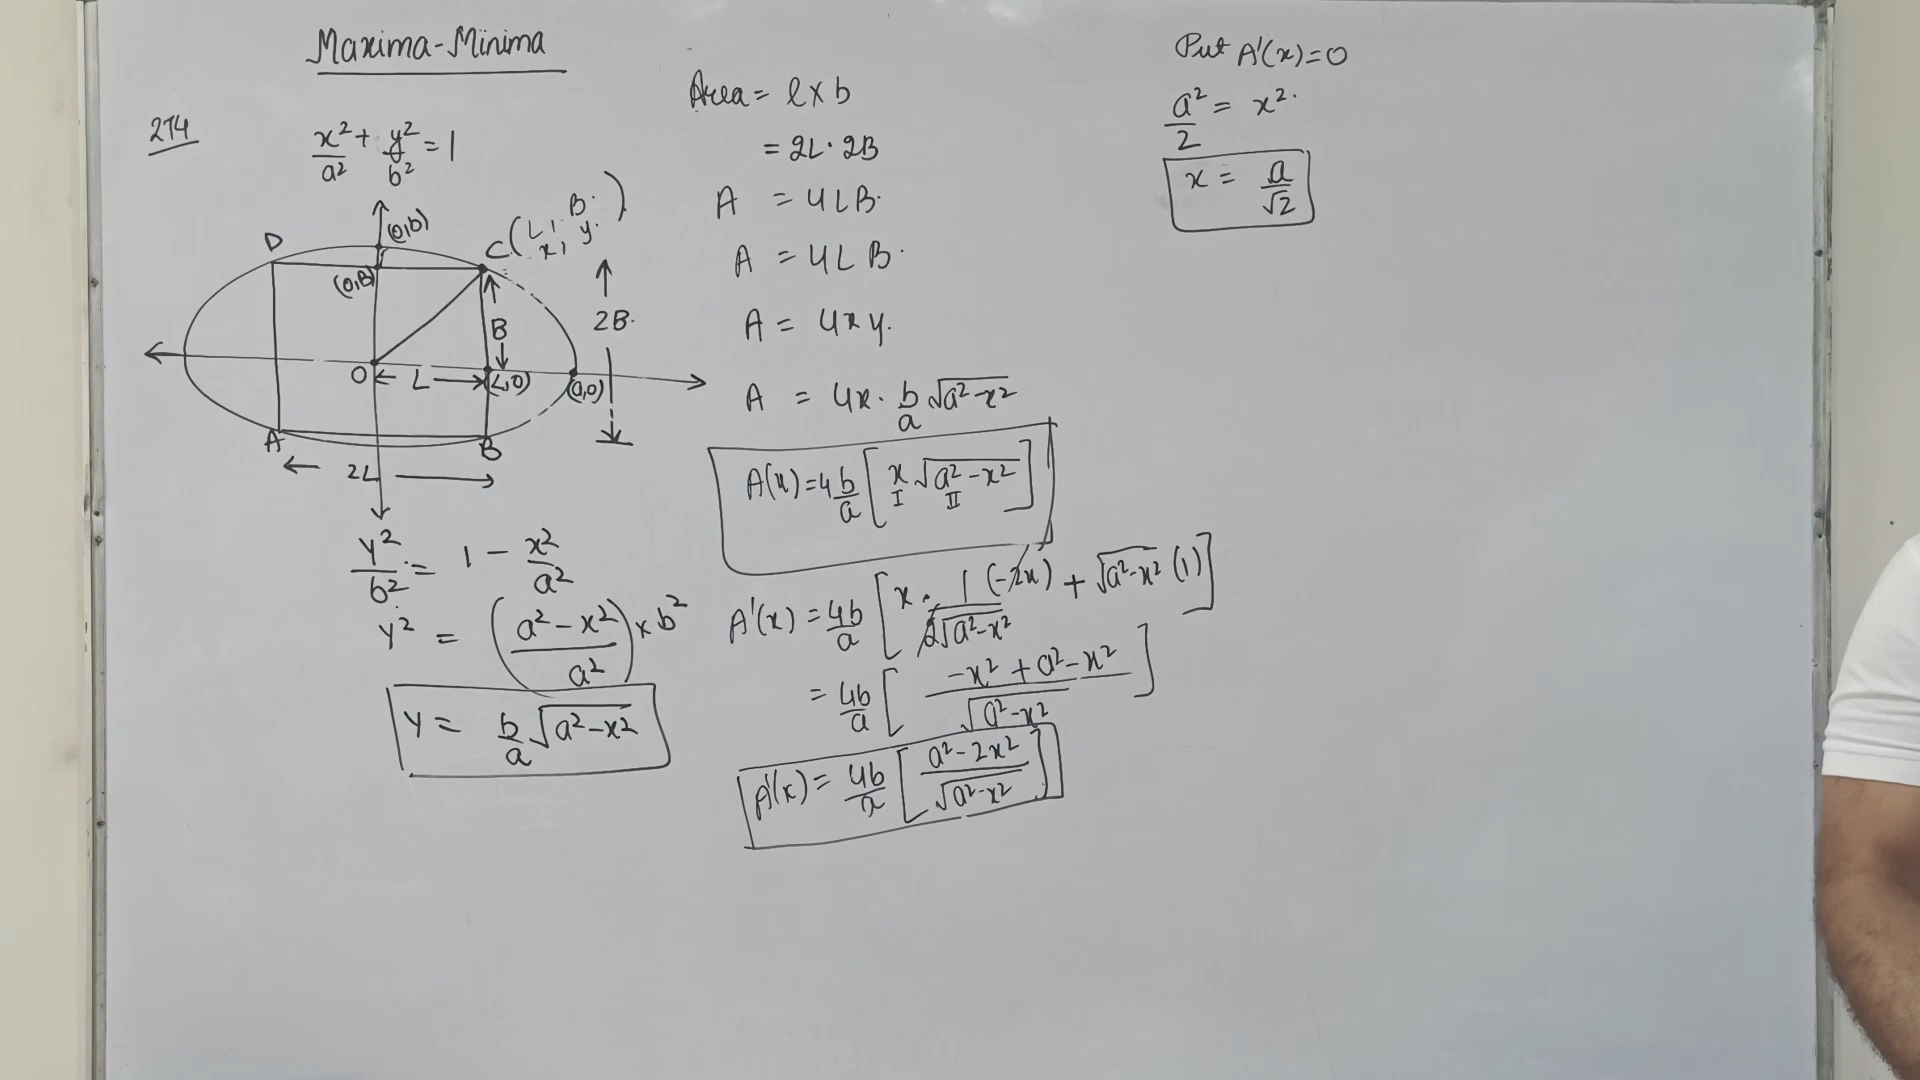 Maxima-Minima
274
x²/a² + y²/b² = 1
(0,b)
D
C(L, B.
x, y.)
(0,B)
B
2B.
O
L
(L,0)
(a,0)
A
B
2L
y²/b² = 1 - x²/a²
y² = ((a² - x²)/a²) × b²
y = b/a √(a² - x²)
Area = l × b
= 2L · 2B
A = 4LB.
A = 4LB.
A = 4xy.
A = 4x · b/a √(a² - x²)
A(x) = 4 b/a [x √(a² - x²)]
I II
A'(x) = 4b/a [x · 1/(2√(a² - x²)) (-2x) + √(a² - x²) (1)]
= 4b/a [(-x² + a² - x²)/√(a² - x²)]
A'(x) = 4b/a [(a² - 2x²)/√(a² - x²)]
Put A'(x) = 0
a²/2 = x².
x = a/√2